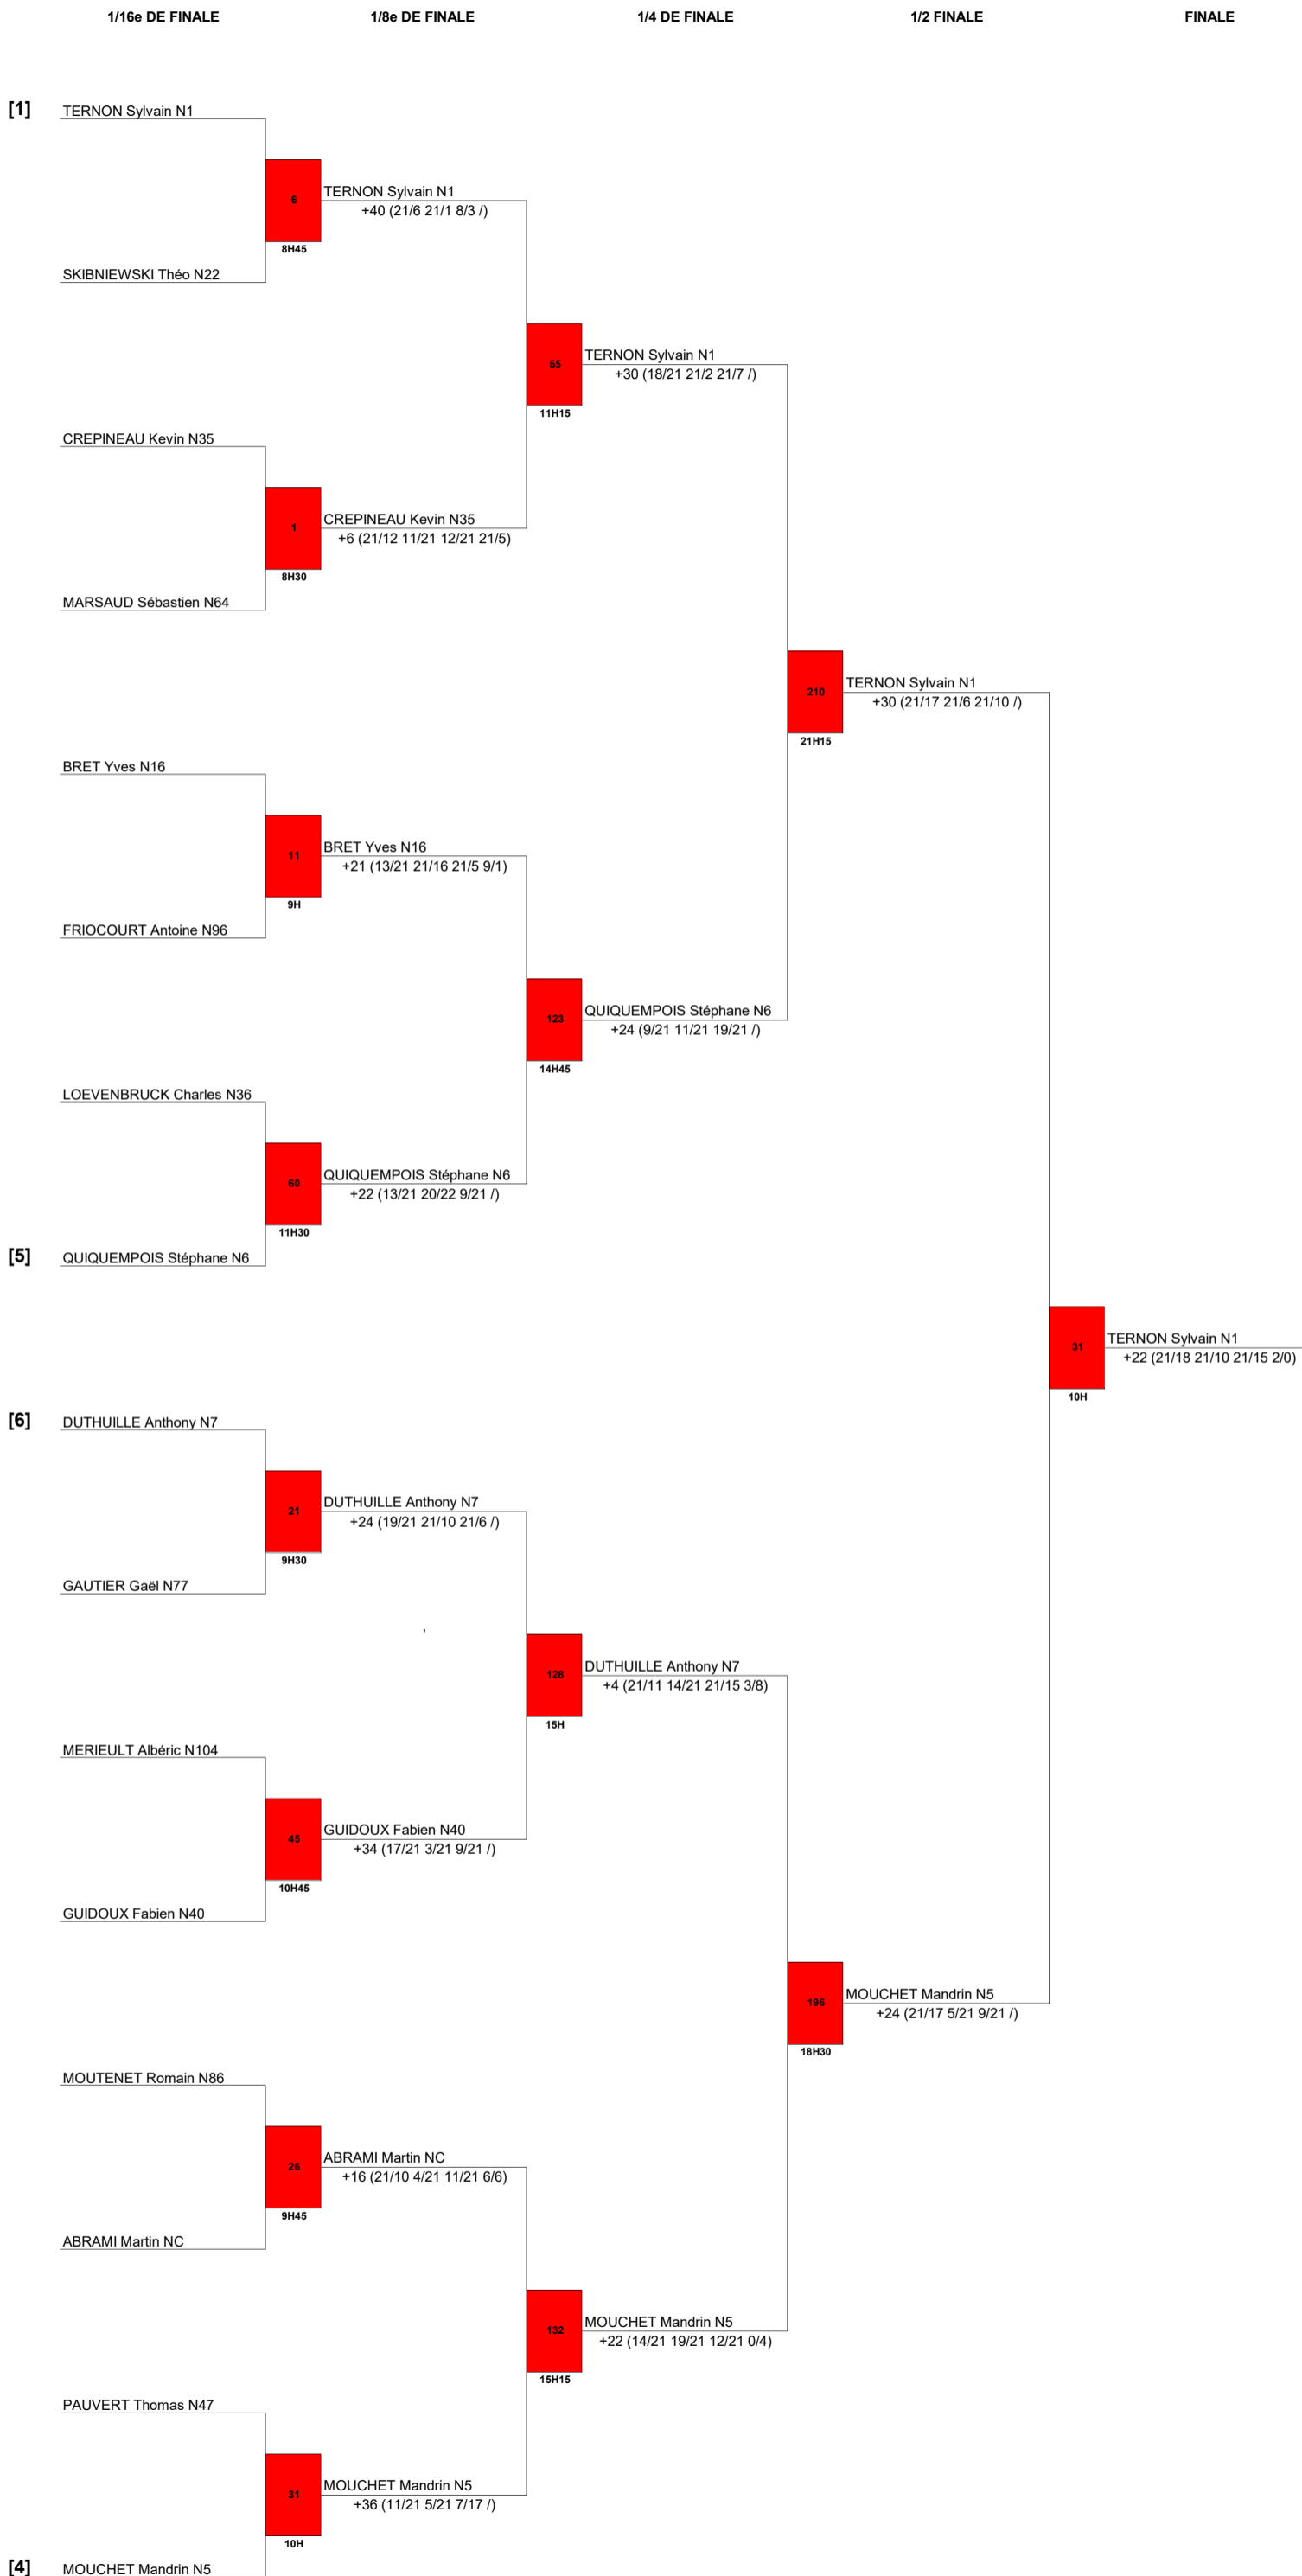 1/16e DE FINALE 1/8e DE FINALE 1/4 DE FINALE 1/2 FINALE FINALE
[1] TERNON Sylvain N1
6 TERNON Sylvain N1
+40 (21/6 21/1 8/3 /)
8H45
SKIBNIEWSKI Théo N22
55 TERNON Sylvain N1
+30 (18/21 21/2 21/7 /)
11H15
CREPINEAU Kevin N35
1 CREPINEAU Kevin N35
+6 (21/12 11/21 12/21 21/5)
8H30
MARSAUD Sébastien N64
210 TERNON Sylvain N1
+30 (21/17 21/6 21/10 /)
21H15
BRET Yves N16
11 BRET Yves N16
+21 (13/21 21/16 21/5 9/1)
9H
FRIOCOURT Antoine N96
123 QUIQUEMPOIS Stéphane N6
+24 (9/21 11/21 19/21 /)
14H45
LOEVENBRUCK Charles N36
60 QUIQUEMPOIS Stéphane N6
+22 (13/21 20/22 9/21 /)
11H30
[5] QUIQUEMPOIS Stéphane N6
31 TERNON Sylvain N1
+22 (21/18 21/10 21/15 2/0)
10H
[6] DUTHUILLE Anthony N7
21 DUTHUILLE Anthony N7
+24 (19/21 21/10 21/6 /)
9H30
GAUTIER Gaël N77
,
128 DUTHUILLE Anthony N7
+4 (21/11 14/21 21/15 3/8)
15H
MERIEULT Albéric N104
45 GUIDOUX Fabien N40
+34 (17/21 3/21 9/21 /)
10H45
GUIDOUX Fabien N40
196 MOUCHET Mandrin N5
+24 (21/17 5/21 9/21 /)
18H30
MOUTENET Romain N86
26 ABRAMI Martin NC
+16 (21/10 4/21 11/21 6/6)
9H45
ABRAMI Martin NC
132 MOUCHET Mandrin N5
+22 (14/21 19/21 12/21 0/4)
15H15
PAUVERT Thomas N47
31 MOUCHET Mandrin N5
+36 (11/21 5/21 7/17 /)
10H
[4] MOUCHET Mandrin N5